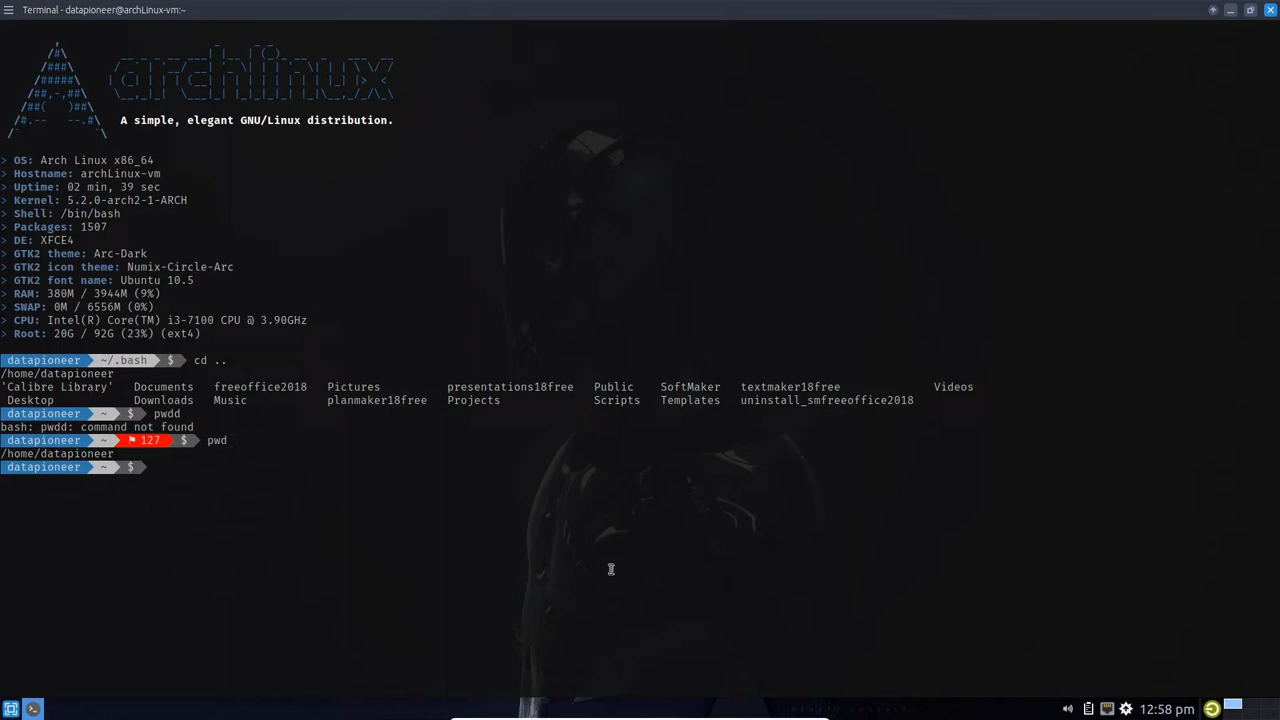 Terminal - datapioneer@archLinux-vm:~
archlinux
A simple, elegant GNU/Linux distribution.
> OS: Arch Linux x86_64
> Hostname: archLinux-vm
> Uptime: 02 min, 39 sec
> Kernel: 5.2.0-arch2-1-ARCH
> Shell: /bin/bash
> Packages: 1507
> DE: XFCE4
> GTK2 theme: Arc-Dark
> GTK2 icon theme: Numix-Circle-Arc
> GTK2 font name: Ubuntu 10.5
> RAM: 380M / 3944M (9%)
> SWAP: 0M / 6556M (0%)
> CPU: Intel(R) Core(TM) i3-7100 CPU @ 3.90GHz
> Root: 20G / 92G (23%) (ext4)
datapioneer ~/.bash $ cd ..
/home/datapioneer
'Calibre Library' Documents freeoffice2018 Pictures presentations18free Public SoftMaker textmaker18free Videos
Desktop Downloads Music planmaker18free Projects Scripts Templates uninstall_smfreeoffice2018
datapioneer ~ $ pwdd
bash: pwdd: command not found
datapioneer ~ ⚑ 127 $ pwd
/home/datapioneer
datapioneer ~ $
12:58 pm